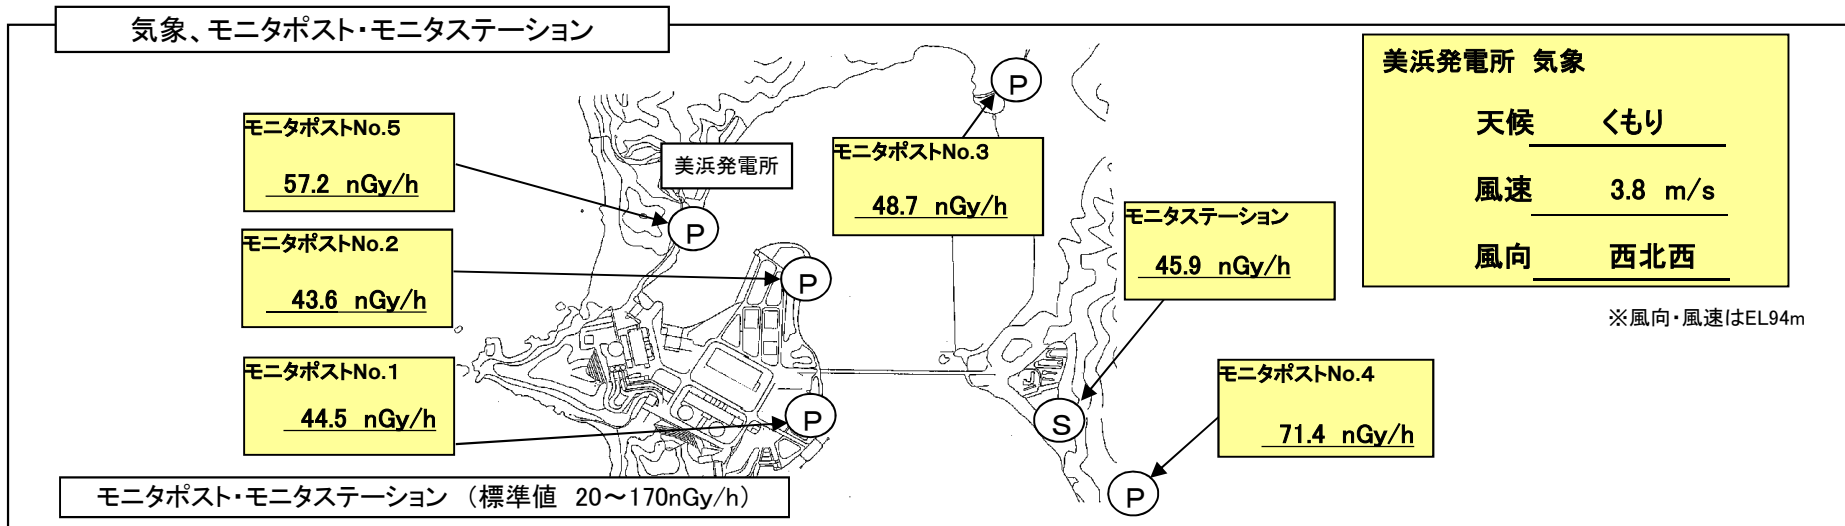 気象、モニタポスト・モニタステーション
モニタポストNo.5
57.2 nGy/h
美浜発電所
P
モニタポストNo.2
43.6 nGy/h
P
モニタポストNo.1
44.5 nGy/h
P
モニタポストNo.3
48.7 nGy/h
P
モニタステーション
45.9 nGy/h
S
モニタポストNo.4
71.4 nGy/h
P
美浜発電所 気象
天候 くもり
風速 3.8 m/s
風向 西北西
※風向・風速はEL94m
モニタポスト・モニタステーション (標準値 20~170nGy/h)